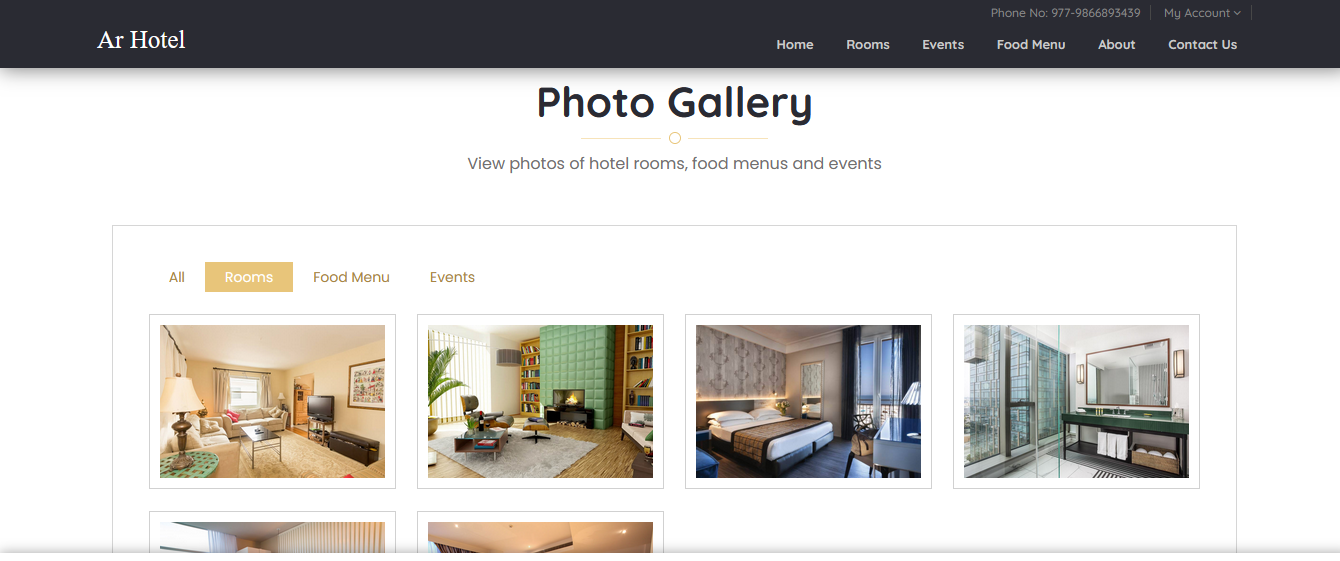 Phone No: 977-9866893439
My Account
Ar Hotel
Home Rooms Events Food Menu About Contact Us
Photo Gallery
View photos of hotel rooms, food menus and events
All Rooms Food Menu Events